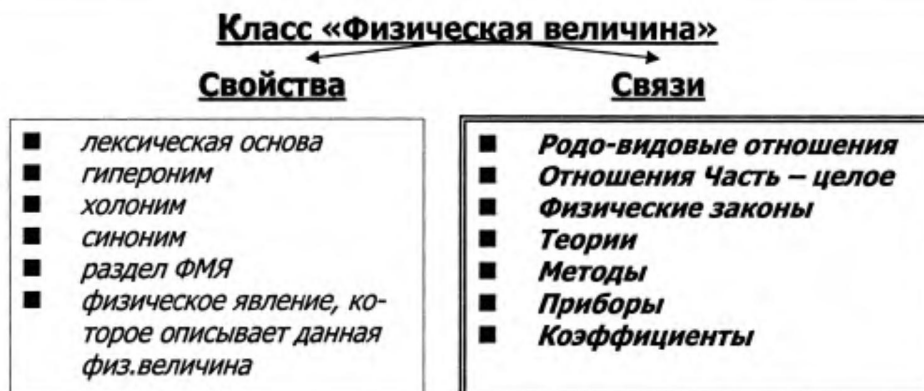 Класс «Физическая величина»
Свойства
лексическая основа
гипероним
холоним
синоним
раздел ФМЯ
физическое явление, ко-
торое описывает данная
физ.величина
Связи
Родо-видовые отношения
Отношения Часть – целое
Физические законы
Теории
Методы
Приборы
Коэффициенты